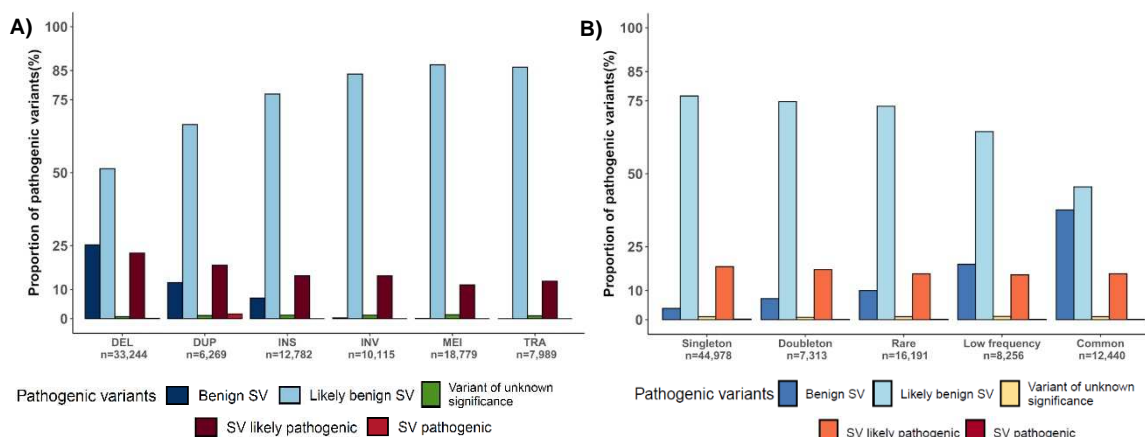 A)
Proportion of pathogenic variants(%)
100
85
75
50
25
10
0
DEL DUP INS INV MEI TRA
n=33,244 n=6,269 n=12,782 n=10,115 n=18,779 n=7,989
Pathogenic variants Benign SV Likely benign SV Variant of unknown
significance
SV likely pathogenic SV pathogenic
B)
Proportion of pathogenic variants(%)
100
85
75
50
25
10
0
Singleton Doubleton Rare Low frequency Common
n=44,978 n=7,313 n=16,191 n=8,256 n=12,440
Pathogenic variants Benign SV Likely benign SV Variant of unknown
significance
SV likely pathogenic SV pathogenic